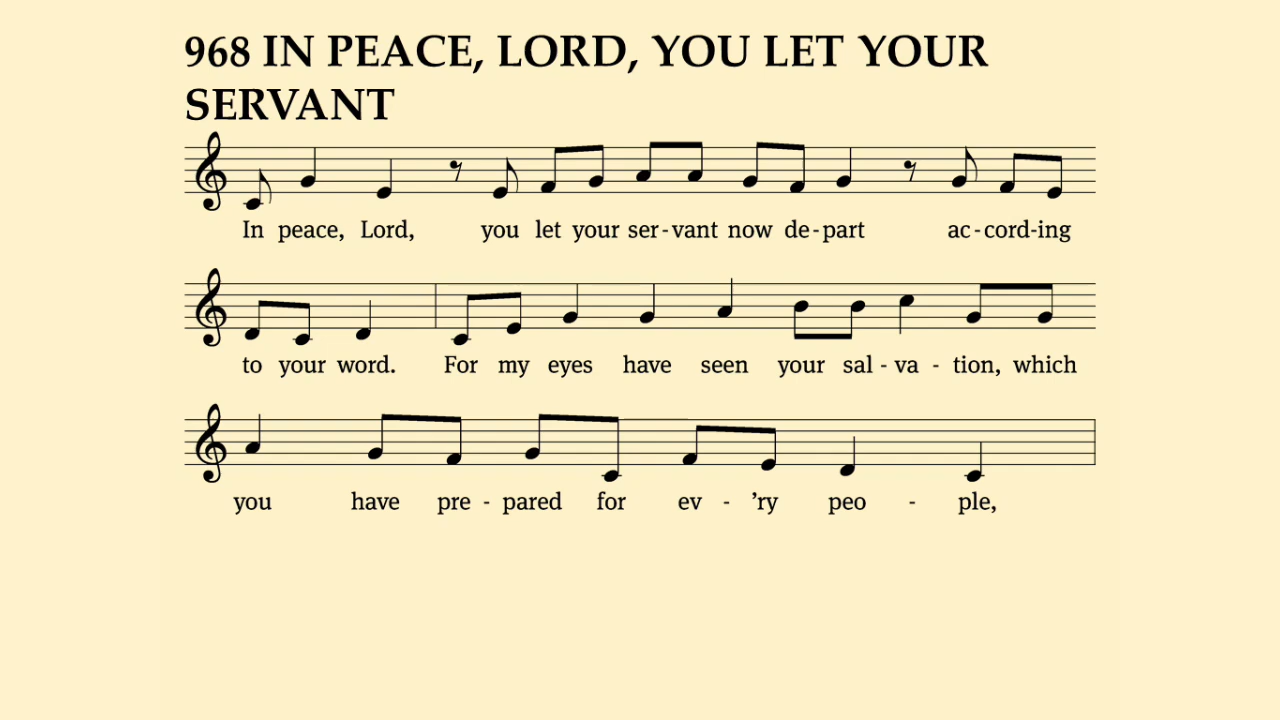 968 IN PEACE, LORD, YOU LET YOUR
SERVANT
In peace, Lord, you let your ser-vant now de-part ac-cord-ing
to your word. For my eyes have seen your sal-va-tion, which
you have pre-pared for ev-’ry peo-ple,